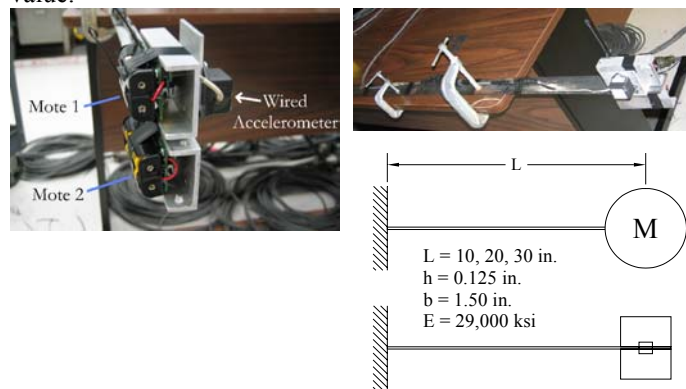 value.
Mote 1
Wired
Accelerometer
Mote 2
L
M
L = 10, 20, 30 in.
h = 0.125 in.
b = 1.50 in.
E = 29,000 ksi